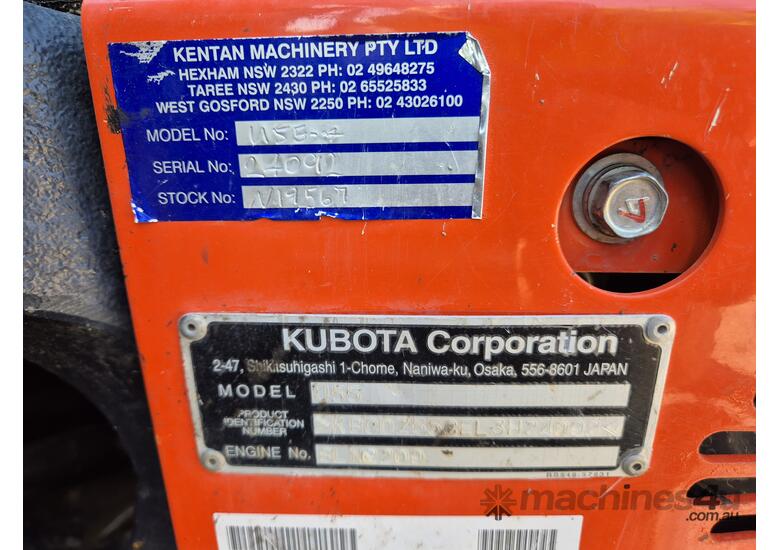 KENTAN MACHINERY PTY LTD
HEXHAM NSW 2322 PH: 02 49648275
TAREE NSW 2430 PH: 02 65525833
WEST GOSFORD NSW 2250 PH: 02 43026100
MODEL No:
SERIAL No: 24092
STOCK No: V19567
KUBOTA Corporation
2-47, Shikitsuhigashi 1-Chome, Naniwa-ku, Osaka, 556-8601 JAPAN
MODEL
PRODUCT
IDENTIFICATION
NUMBER
ENGINE No.
machines4u
.com.au